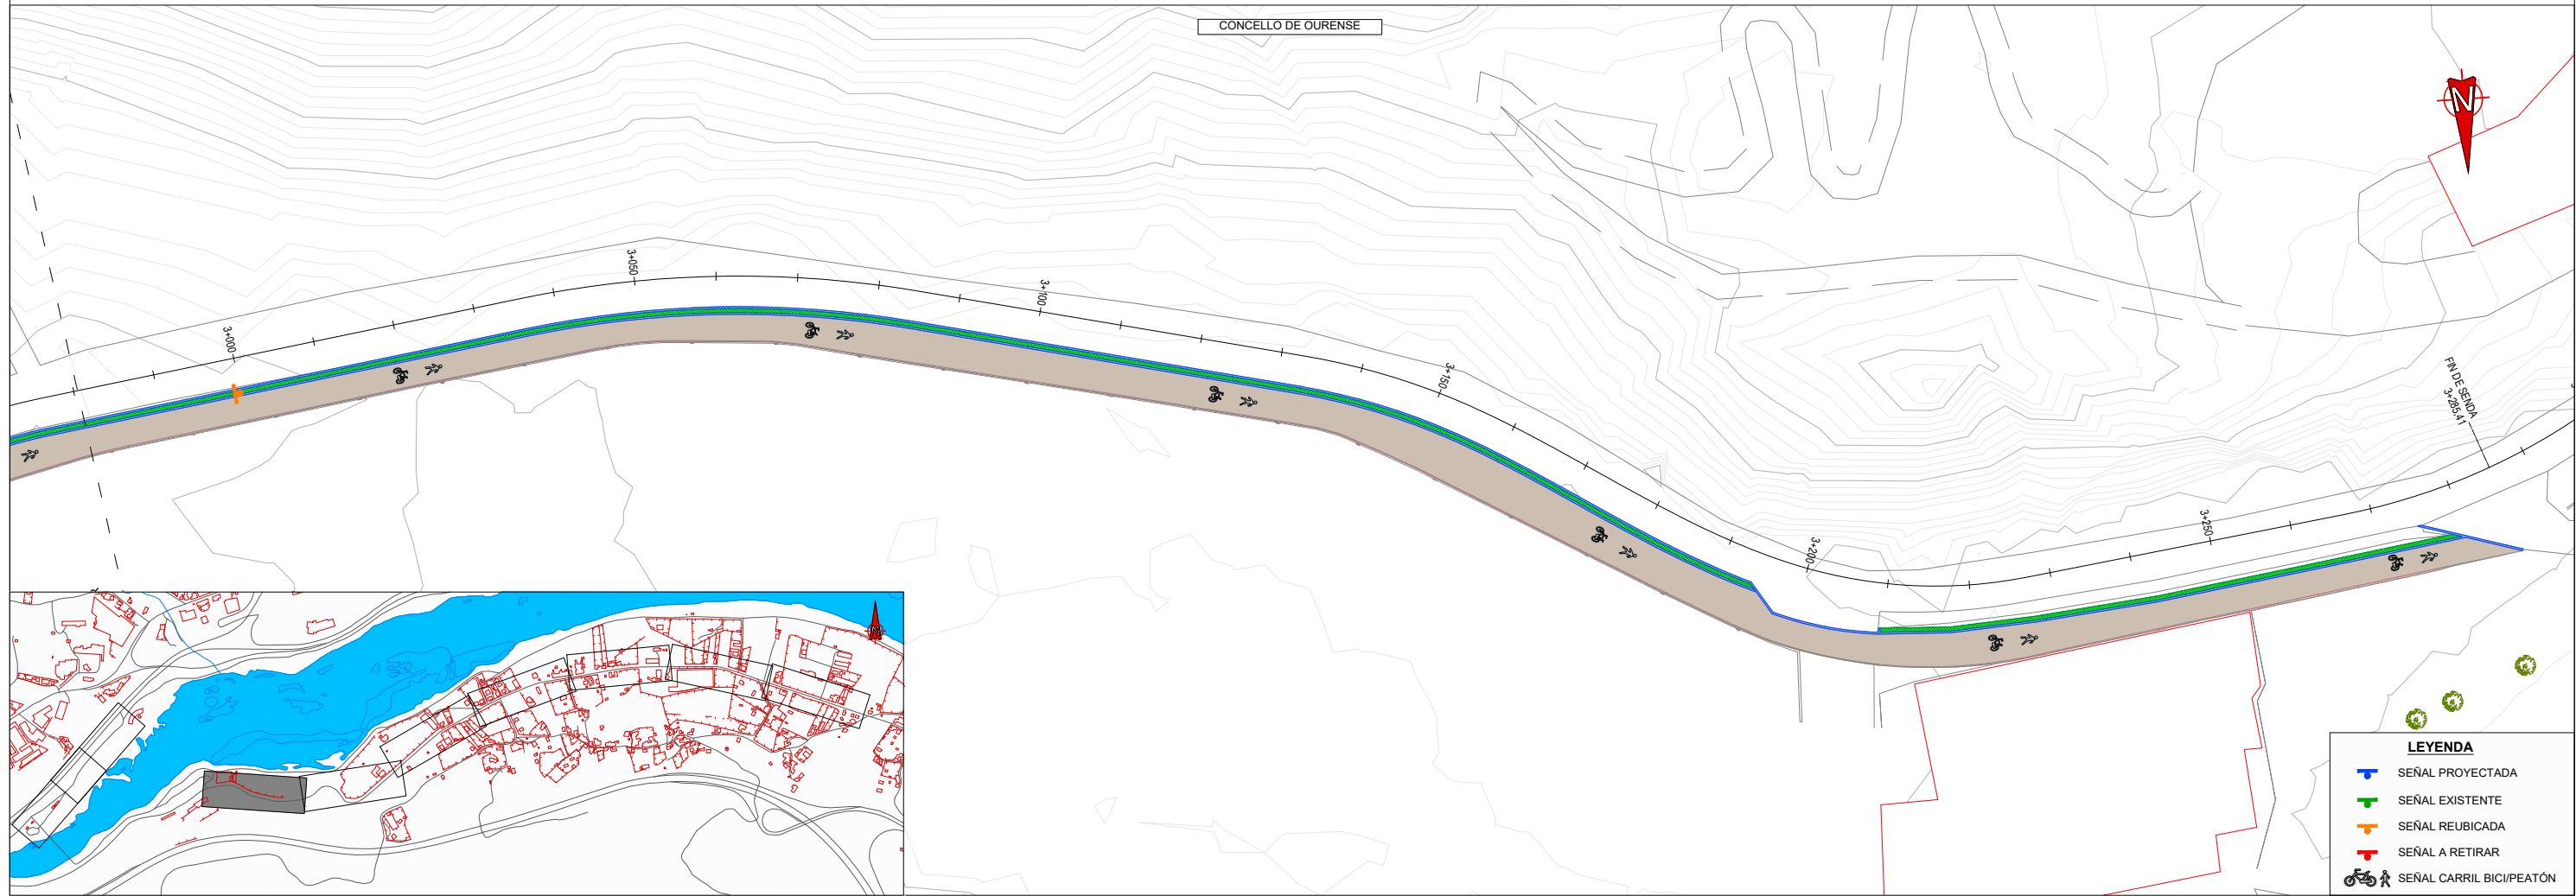 CONCELLO DE OURENSE
N
3+000
3+050
3+100
3+150
3+200
3+250
FIN DE SENDA
3+285.41
N
LEYENDA
SEÑAL PROYECTADA
SEÑAL EXISTENTE
SEÑAL REUBICADA
SEÑAL A RETIRAR
SEÑAL CARRIL BICI/PEATÓN